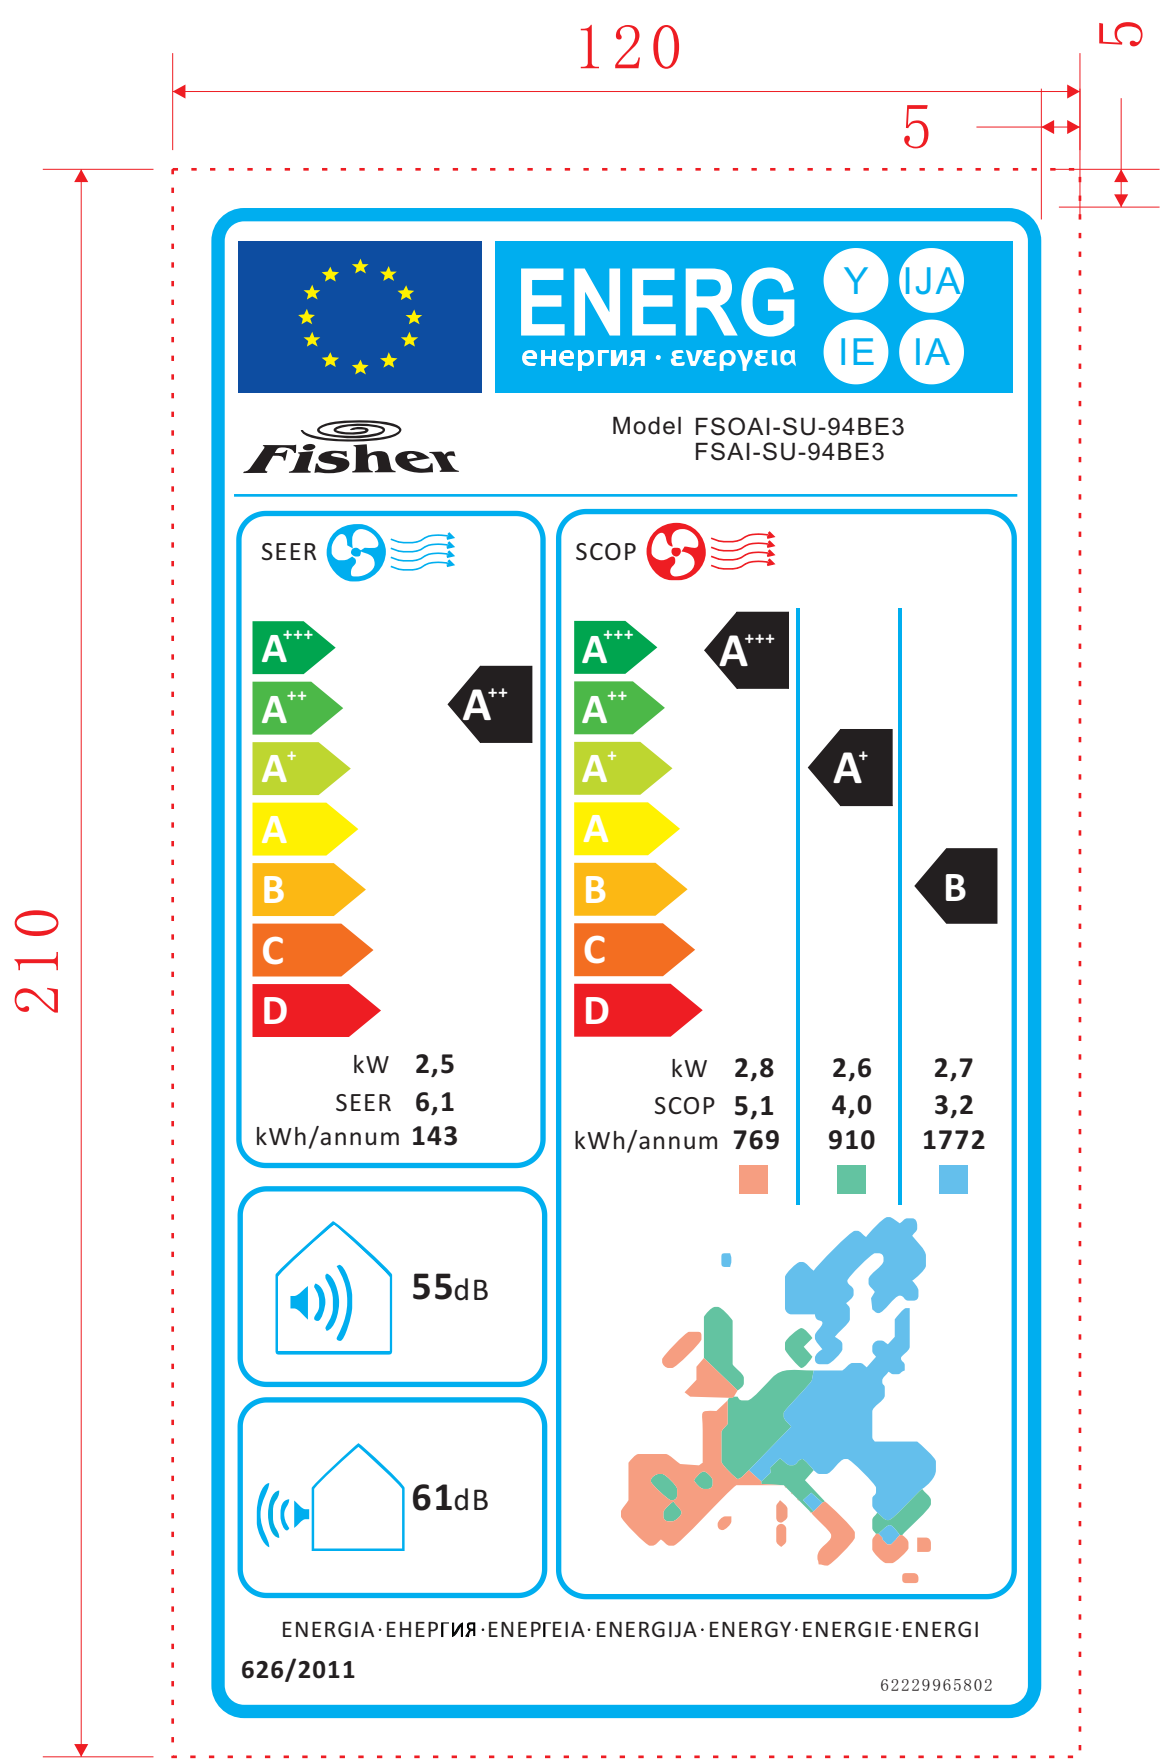 120
5
5
210
ENERG
енергия · ενεργεια
Y IJA
IE IA
Fisher
Model FSOAI-SU-94BE3
FSAI-SU-94BE3
SEER
A+++
A++
A+
A
B
C
D
A++
kW 2,5
SEER 6,1
kWh/annum 143
SCOP
A+++
A++
A+
A
B
C
D
A+++
A+
B
kW 2,8 2,6 2,7
SCOP 5,1 4,0 3,2
kWh/annum 769 910 1772
55dB
61dB
ENERGIA·ЕНЕРГИЯ·ΕΝΕΡΓΕΙΑ·ENERGIJA·ENERGY·ENERGIE·ENERGI
626/2011
62229965802